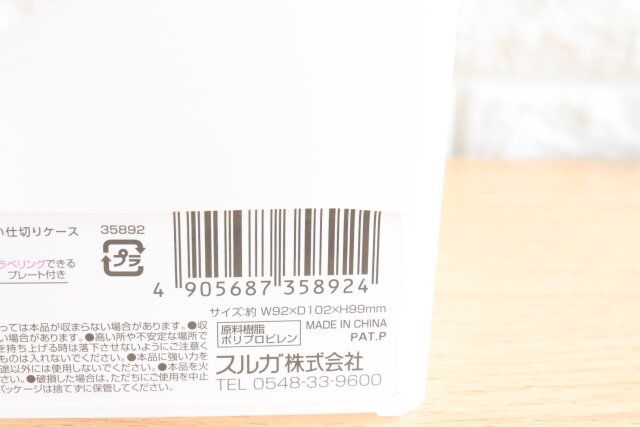 い仕切りケース 35892
ラベリングできる
プレート付き
プラ
4 905687 358924
サイズ:約 W92×D102×H99mm
原料樹脂
ポリプロピレン
MADE IN CHINA
PAT.P
っては本品が収まらない場合があります。●収
い場合があります。●高い所や不安定な場所で
を持ち上げる時は落下させないようにご注意く
ものは入れないでください。●本品に強い力を
途以外には使用しないでください。●本品を火
さい。●破損した場合は、ただちにご使用を中止
パッケージは捨てずに保管してください。
スルガ株式会社
TEL 0548-33-9600